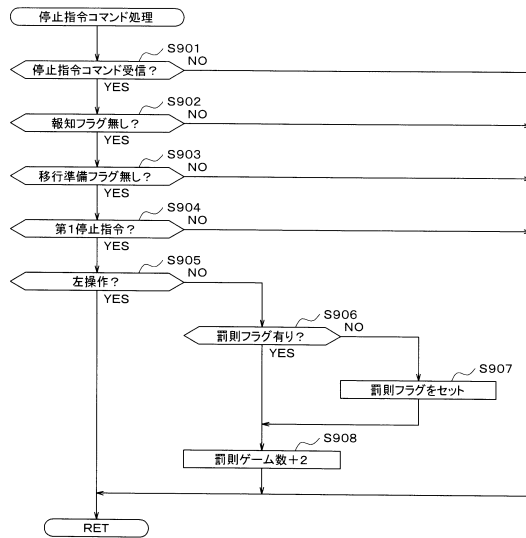 停止指令コマンド処理
S901
停止指令コマンド受信？
NO
YES
S902
報知フラグ無し？
NO
YES
S903
移行準備フラグ無し？
NO
YES
S904
第１停止指令？
NO
YES
S905
左操作？
NO
YES
S906
罰則フラグ有り？
NO
YES
S907
罰則フラグをセット
S908
罰則ゲーム数＋２
RET